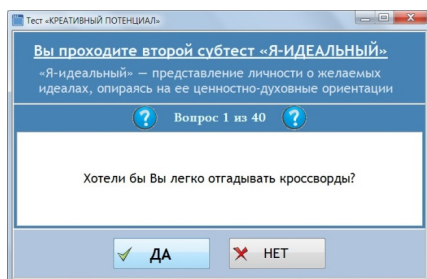 Тест «КРЕАТИВНЫЙ ПОТЕНЦИАЛ»
Вы проходите второй субтест «Я-ИДЕАЛЬНЫЙ»
«Я-идеальный» — представление личности о желаемых
идеалах, опираясь на ее ценностно-духовные ориентации
? Вопрос 1 из 40 ?
Хотели бы Вы легко отгадывать кроссворды?
ДА НЕТ